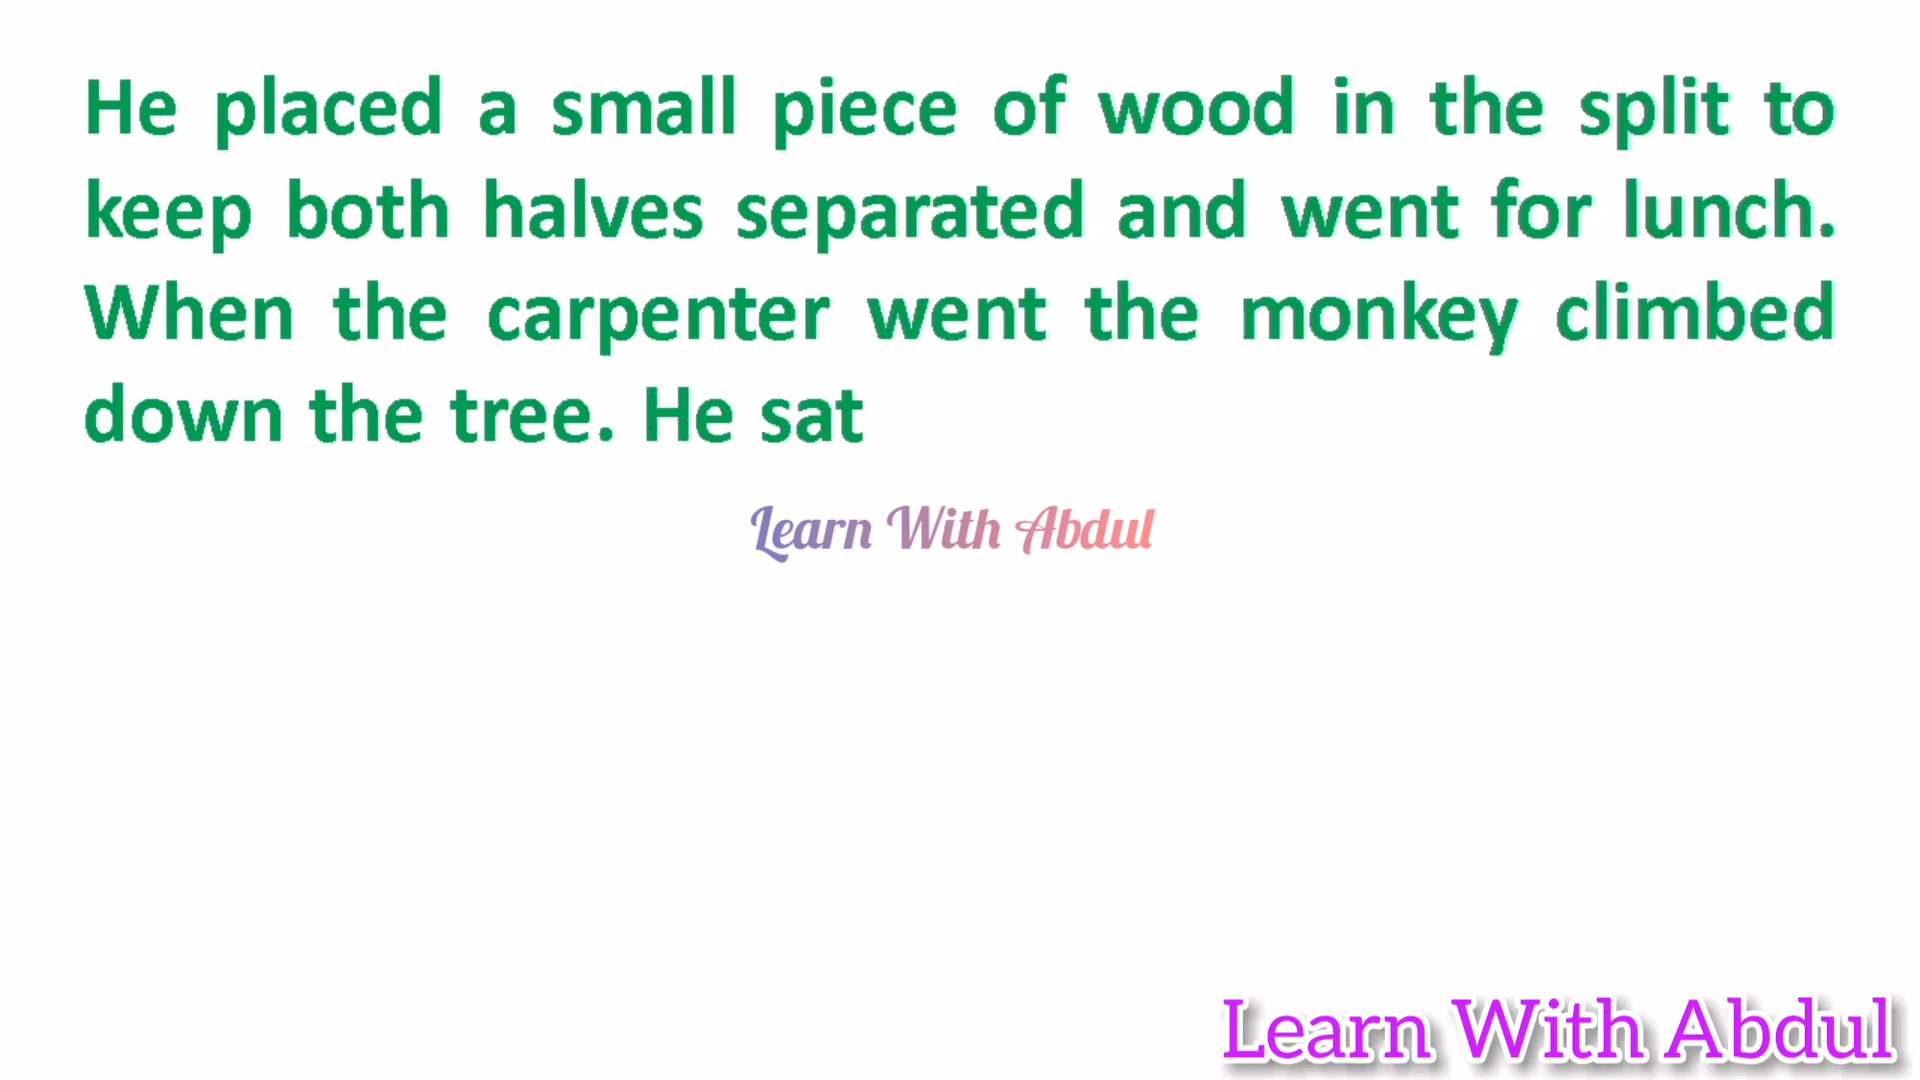 He placed a small piece of wood in the split to
keep both halves separated and went for lunch.
When the carpenter went the monkey climbed
down the tree. He sat
Learn With Abdul
Learn With Abdul